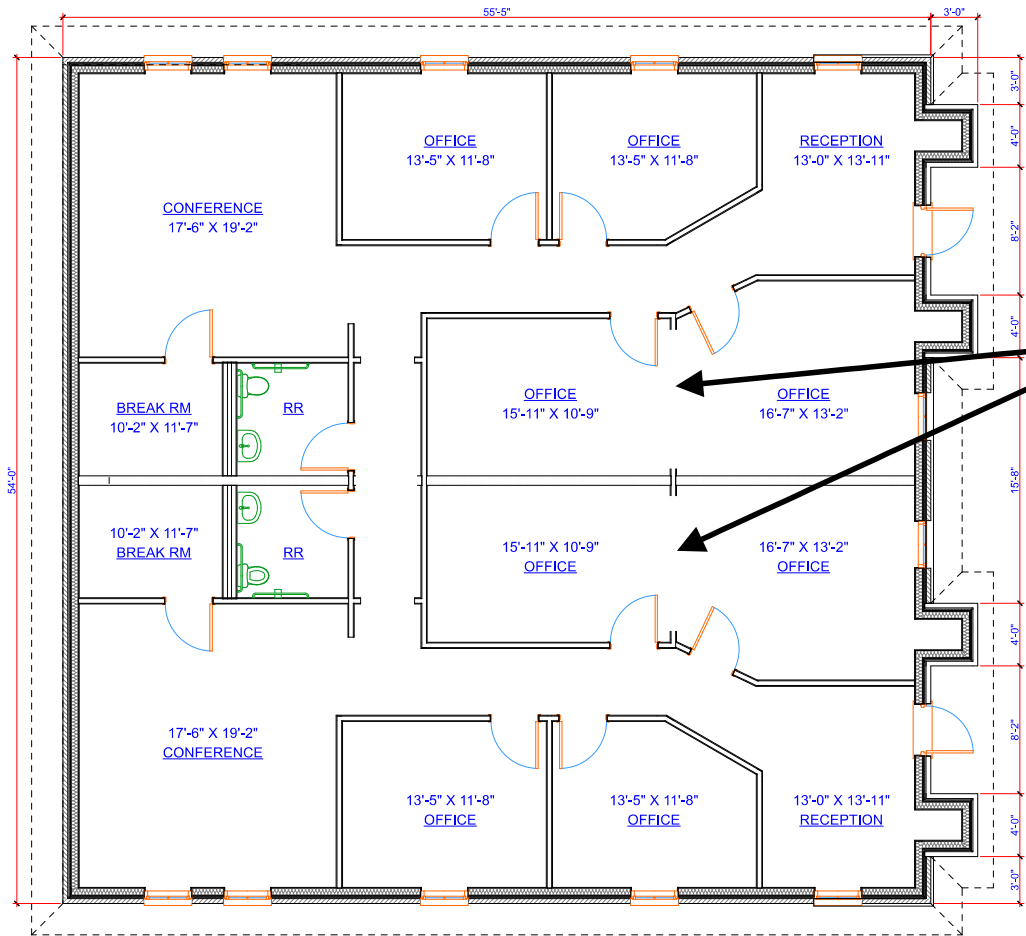 55'-5"
3'-0"
3'-0"
OFFICE
13'-5" X 11'-8"
OFFICE
13'-5" X 11'-8"
RECEPTION
13'-0" X 13'-11"
4'-0"
CONFERENCE
17'-6" X 19'-2"
8'-2"
4'-0"
BREAK RM
10'-2" X 11'-7"
RR
OFFICE
15'-11" X 10'-9"
OFFICE
16'-7" X 13'-2"
54'-0"
15'-8"
10'-2" X 11'-7"
BREAK RM
RR
15'-11" X 10'-9"
OFFICE
16'-7" X 13'-2"
OFFICE
4'-0"
17'-6" X 19'-2"
CONFERENCE
8'-2"
13'-5" X 11'-8"
OFFICE
13'-5" X 11'-8"
OFFICE
13'-0" X 13'-11"
RECEPTION
4'-0"
3'-0"